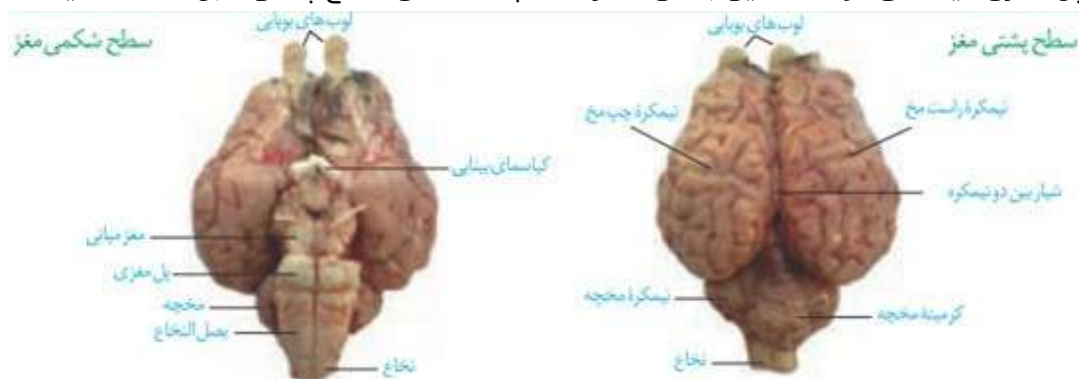 سطح پشتی مغز
لوب های بویایی
نیمکرهٔ چپ مخ
نیمکرهٔ راست مخ
شیار بین دو نیمکره
نیمکرهٔ مخچه
کرمینهٔ مخچه
نخاع
سطح شکمی مغز
لوب های بویایی
کیاسمای بینایی
مغز میانی
پل مغزی
مخچه
بصل النخاع
نخاع